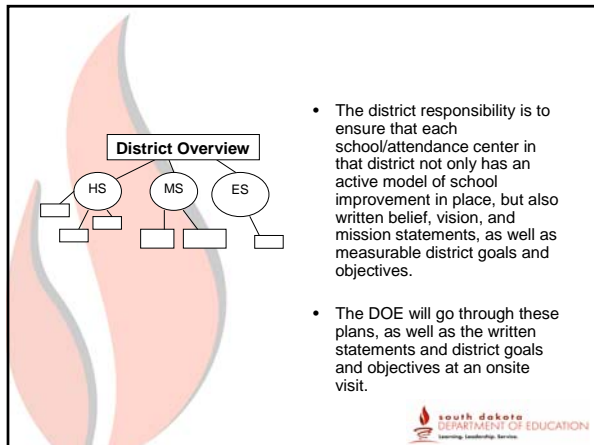 District Overview
HS MS ES
• The district responsibility is to
ensure that each
school/attendance center in
that district not only has an
active model of school
improvement in place, but also
written belief, vision, and
mission statements, as well as
measurable district goals and
objectives.
• The DOE will go through these
plans, as well as the written
statements and district goals
and objectives at an onsite
visit.
south dakota
DEPARTMENT OF EDUCATION
Learning. Leadership. Service.